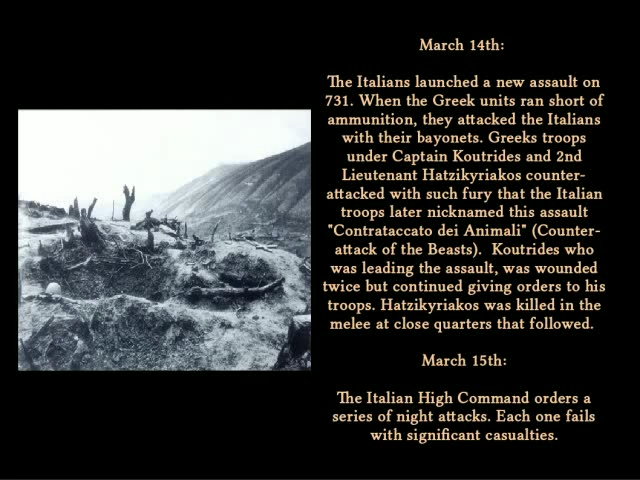 March 14th:
The Italians launched a new assault on
731. When the Greek units ran short of
ammunition, they attacked the Italians
with their bayonets. Greeks troops
under Captain Koutrides and 2nd
Lieutenant Hatzikyriakos counter-
attacked with such fury that the Italian
troops later nicknamed this assault
"Contrataccato dei Animali" (Counter-
attack of the Beasts). Koutrides who
was leading the assault, was wounded
twice but continued giving orders to his
troops. Hatzikyriakos was killed in the
melee at close quarters that followed.
March 15th:
The Italian High Command orders a
series of night attacks. Each one fails
with significant casualties.